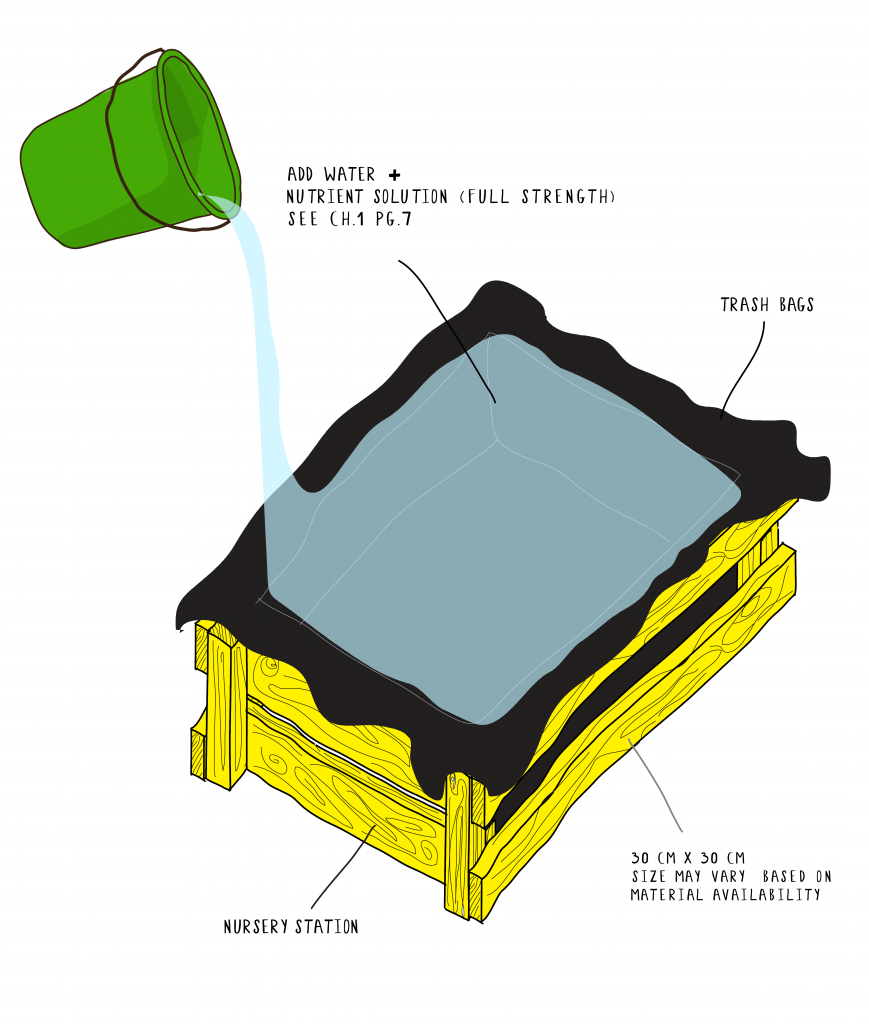 ADD WATER +
NUTRIENT SOLUTION (FULL STRENGTH)
SEE CH.1 PG.7
TRASH BAGS
30 CM X 30 CM
SIZE MAY VARY BASED ON
MATERIAL AVAILABILITY
NURSERY STATION